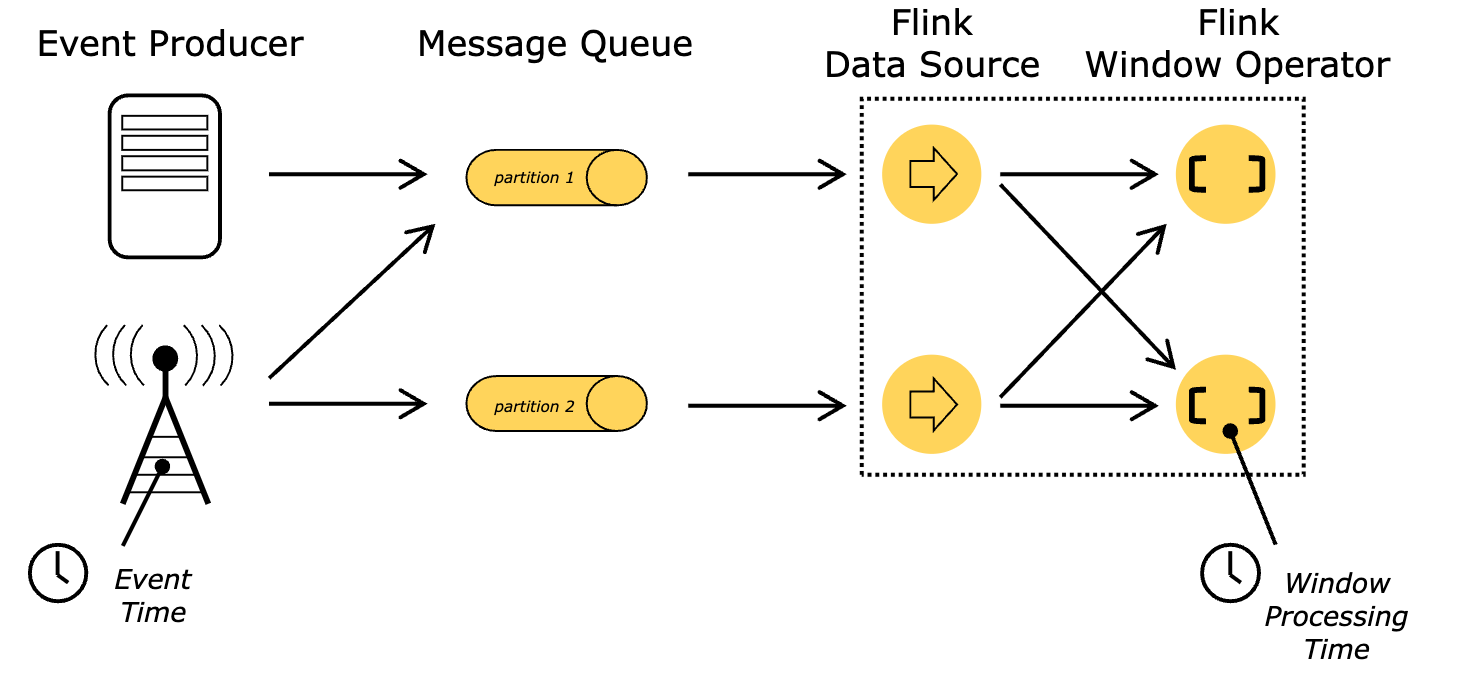 Event Producer
Message Queue
Flink
Data Source
Flink
Window Operator
partition 1
partition 2
Event
Time
Window
Processing
Time